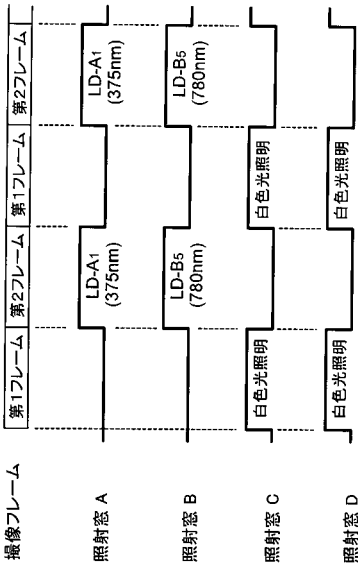 撮像フレーム 第1フレーム 第2フレーム 第1フレーム 第2フレーム
照射窓 A
LD-A1
(375nm)
LD-A1
(375nm)
照射窓 B
LD-B5
(780nm)
LD-B5
(780nm)
照射窓 C
白色光照明
白色光照明
照射窓 D
白色光照明
白色光照明